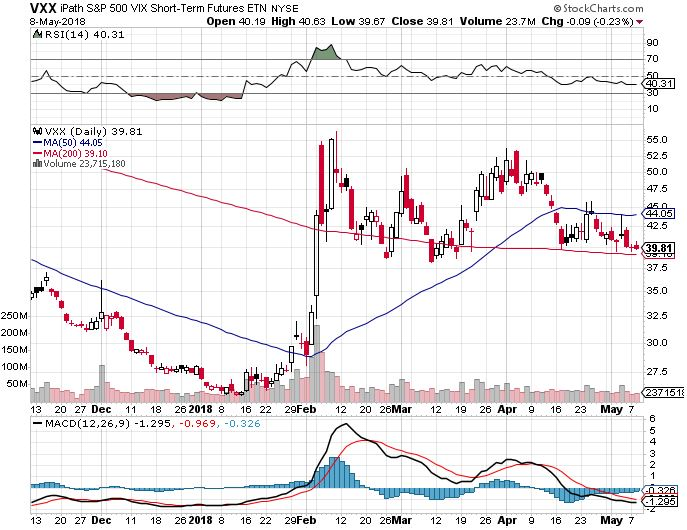 VXX iPath S&P 500 VIX Short-Term Futures ETN NYSE © StockCharts.com
8-May-2018 Open 40.19 High 40.63 Low 39.67 Close 39.81 Volume 23.7M Chg -0.09 (-0.23%)
RSI(14) 40.31
90
70
50
40.31
30
10
VXX (Daily) 39.81
MA(50) 44.05
MA(200) 39.10
Volume 23,715,180
55.0
52.5
50.0
47.5
45.0
44.05
42.5
39.81
39.10
37.5
35.0
32.5
30.0
27.5
250M
200M
150M
100M
50M
2371518
13 20 27 Dec 11 18 26 2018 8 16 22 29 Feb 12 20 26 Mar 12 19 26 Apr 9 16 23 May 7
MACD(12,26,9) -1.295, -0.969, -0.326
6
5
4
3
2
1
-0.326
-1.295
-2
13 20 27 Dec 11 18 26 2018 8 16 22 29 Feb 12 20 26 Mar 12 19 26 Apr 9 16 23 May 7